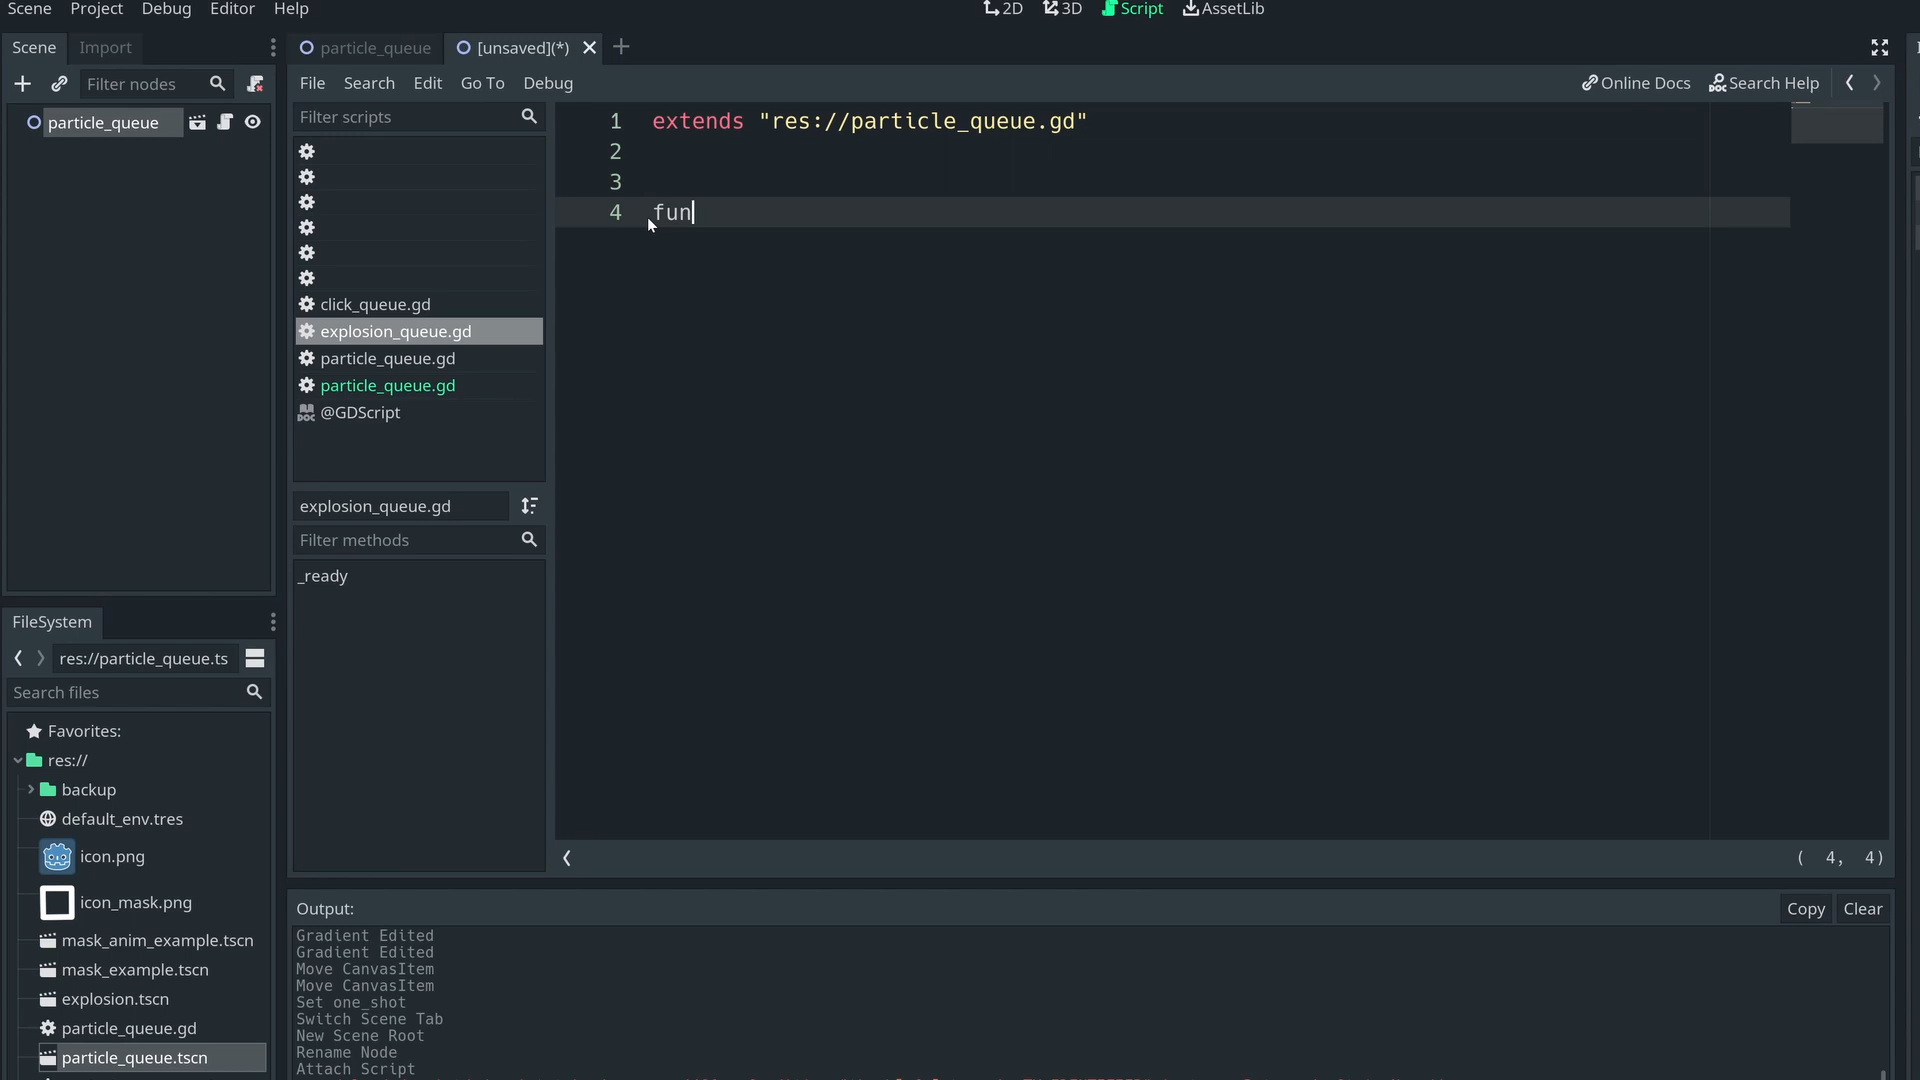 Scene Project Debug Editor Help 2D 3D Script AssetLib
Scene Import particle_queue [unsaved](*)
Filter nodes File Search Edit Go To Debug Online Docs Search Help
particle_queue
Filter scripts
click_queue.gd
explosion_queue.gd
particle_queue.gd
particle_queue.gd
@GDScript
explosion_queue.gd
Filter methods
_ready
1 extends "res://particle_queue.gd"
2
3
4 fun
( 4, 4)
FileSystem
res://particle_queue.ts
Search files
Favorites:
res://
backup
default_env.tres
icon.png
icon_mask.png
mask_anim_example.tscn
mask_example.tscn
explosion.tscn
particle_queue.gd
particle_queue.tscn
Output: Copy Clear
Gradient Edited
Gradient Edited
Move CanvasItem
Move CanvasItem
Set one_shot
Switch Scene Tab
New Scene Root
Rename Node
Attach Script